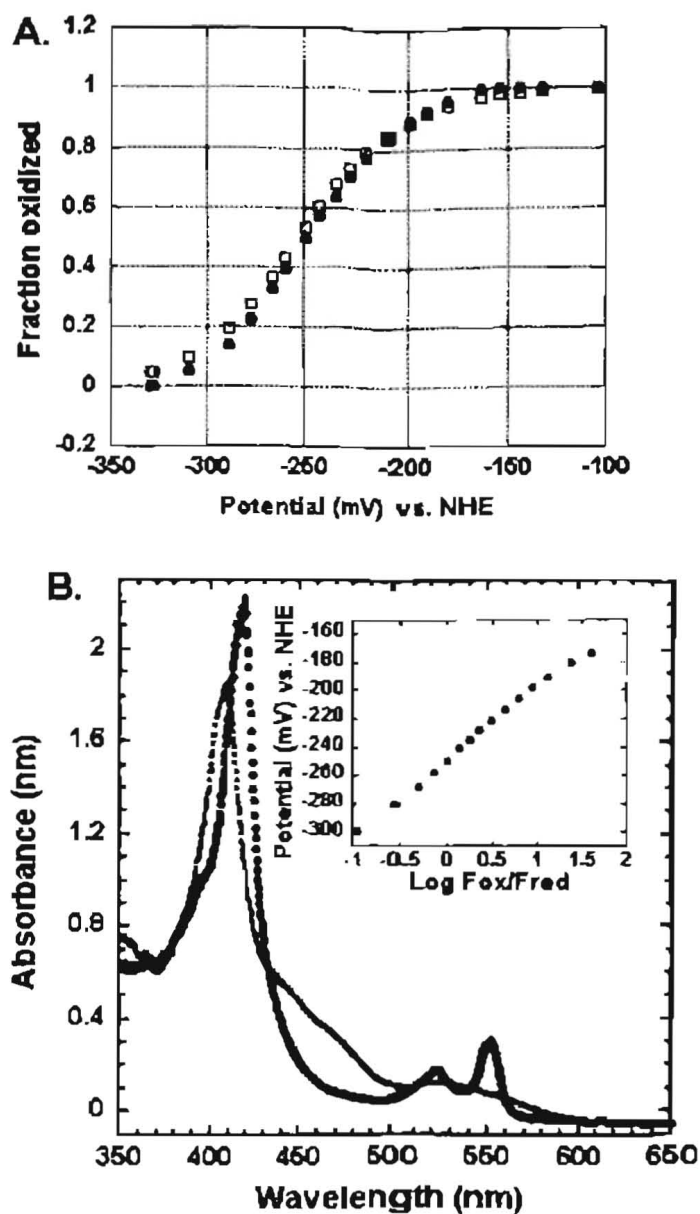 A.
1.2
1
0.8
0.6
0.4
0.2
0
-0.2
Fraction oxidized
-350 -300 -250 -200 -150 -100
Potential (mV) vs. NHE
B.
2
1.6
1.2
0.8
0.4
0
Absorbance (nm)
-160
-180
-200
-220
-240
-260
-280
-300
Potential (mV) vs. NHE
-1 -0.5 0 0.5 1 1.5 2
Log Fox/Fred
350 400 450 500 550 600 650
Wavelength (nm)